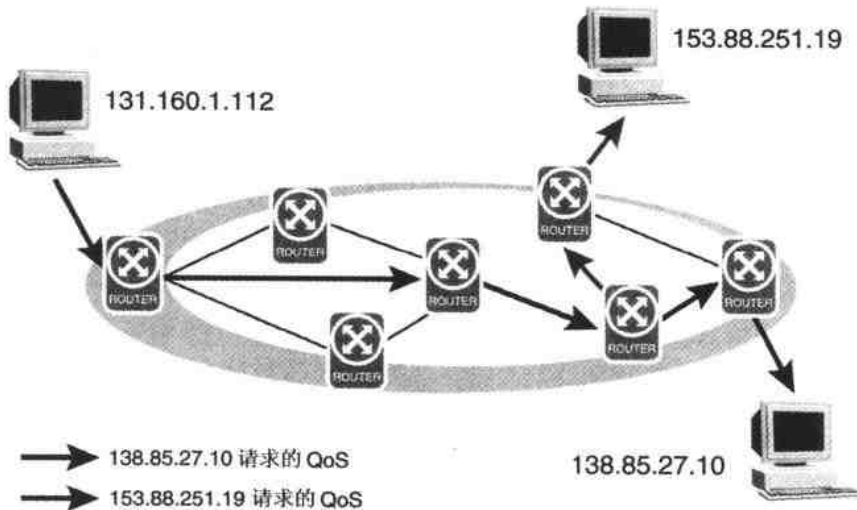 153.88.251.19
131.160.1.112
ROUTER
ROUTER
ROUTER
ROUTER
ROUTER
ROUTER
ROUTER
138.85.27.10
138.85.27.10 请求的 QoS
153.88.251.19 请求的 QoS